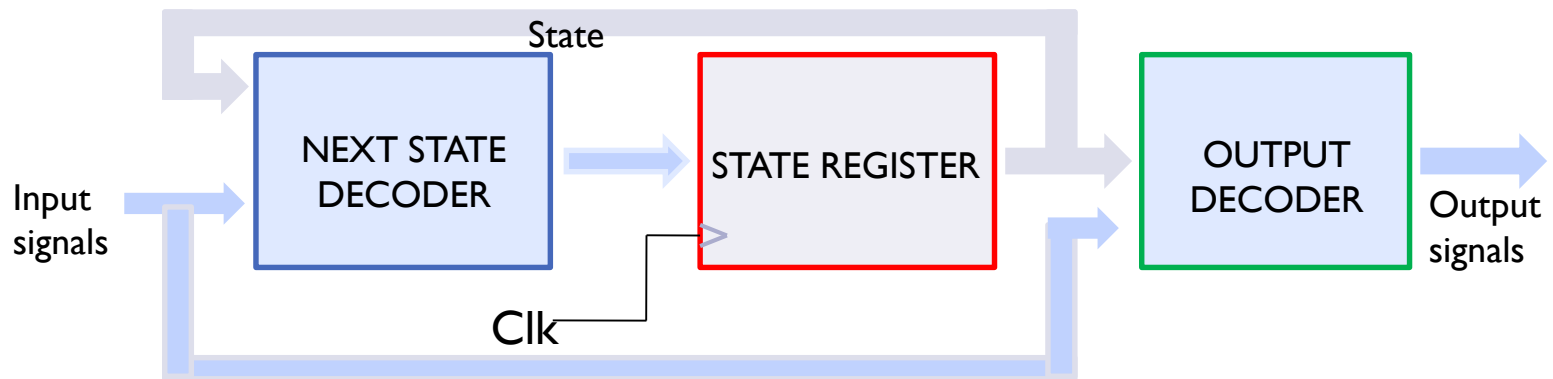 State
NEXT STATE
DECODER
STATE REGISTER
OUTPUT
DECODER
Input
signals
Output
signals
Clk